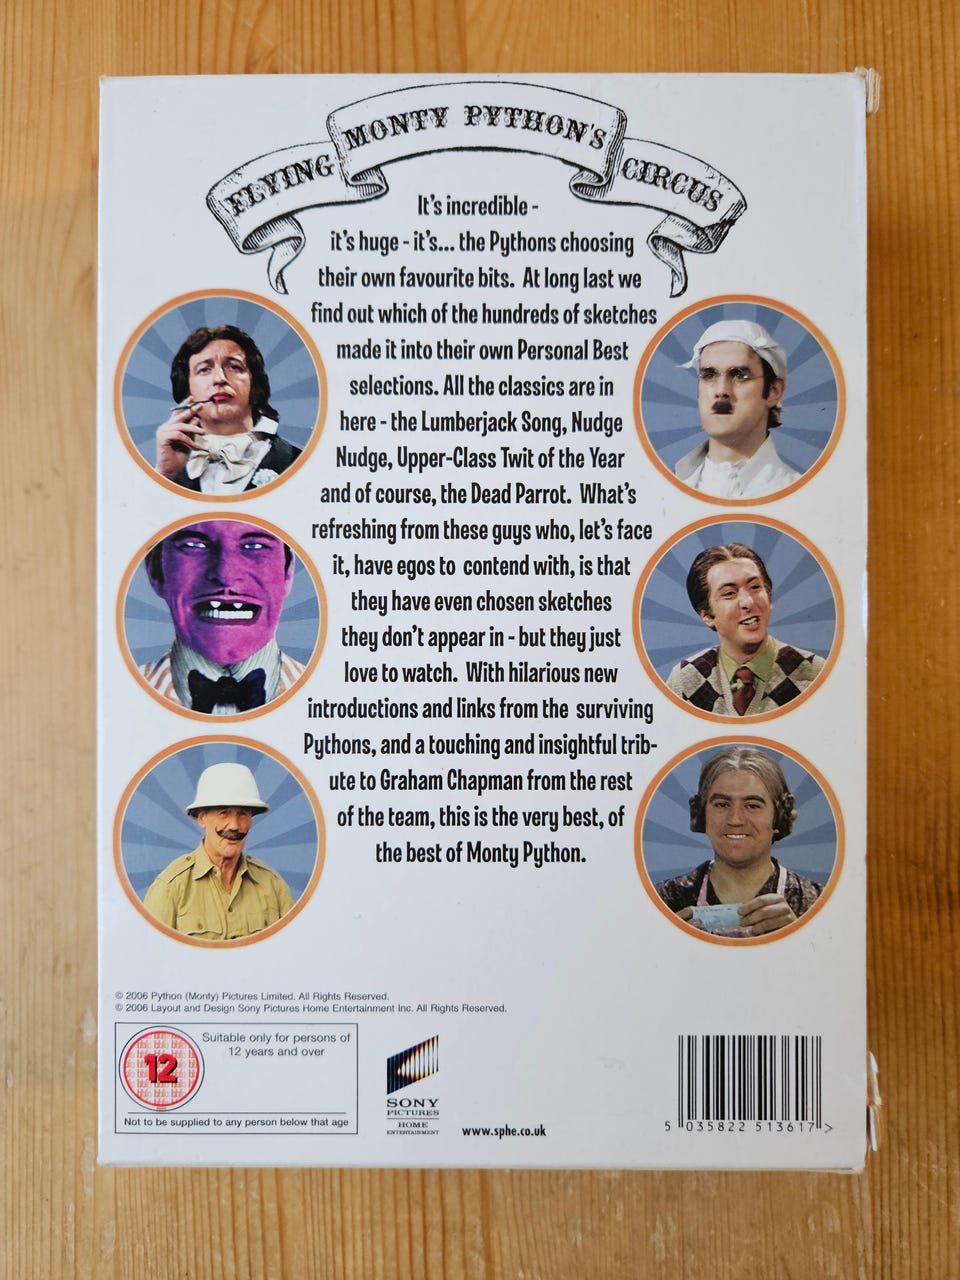 FLYING MONTY PYTHON'S CIRCUS
It's incredible -
it's huge - it's... the Pythons choosing
their own favourite bits. At long last we
find out which of the hundreds of sketches
made it into their own Personal Best
selections. All the classics are in
here - the Lumberjack Song, Nudge
Nudge, Upper-Class Twit of the Year
and of course, the Dead Parrot. What's
refreshing from these guys who, let's face
it, have egos to contend with, is that
they have even chosen sketches
they don't appear in - but they just
love to watch. With hilarious new
introductions and links from the surviving
Pythons, and a touching and insightful trib-
ute to Graham Chapman from the rest
of the team, this is the very best, of
the best of Monty Python.
© 2006 Python (Monty) Pictures Limited. All Rights Reserved.
© 2006 Layout and Design Sony Pictures Home Entertainment Inc. All Rights Reserved.
12
Suitable only for persons of
12 years and over
Not to be supplied to any person below that age
SONY
PICTURES
HOME
ENTERTAINMENT
www.sphe.co.uk
5 035822 513617 >